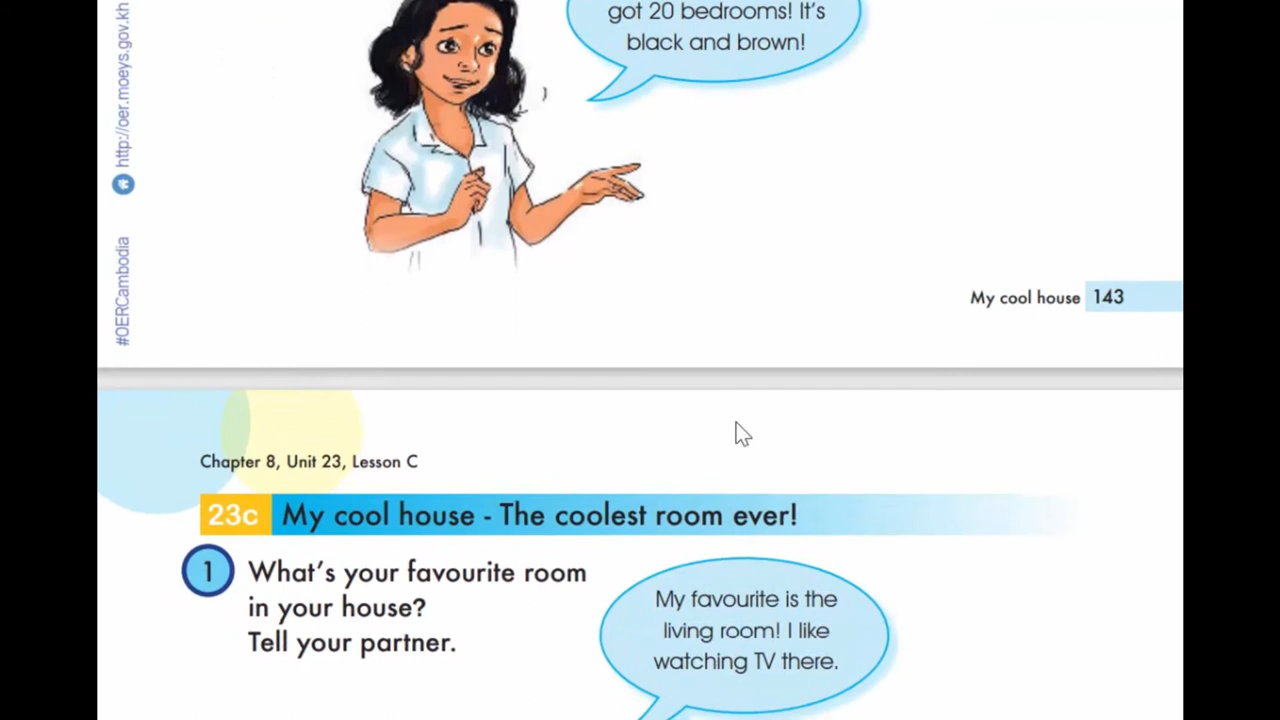 got 20 bedrooms! It's
black and brown!
http://oer.moeys.gov.kh
#OERCambodia
My cool house 143
Chapter 8, Unit 23, Lesson C
23c My cool house - The coolest room ever!
1 What's your favourite room
in your house?
Tell your partner.
My favourite is the
living room! I like
watching TV there.